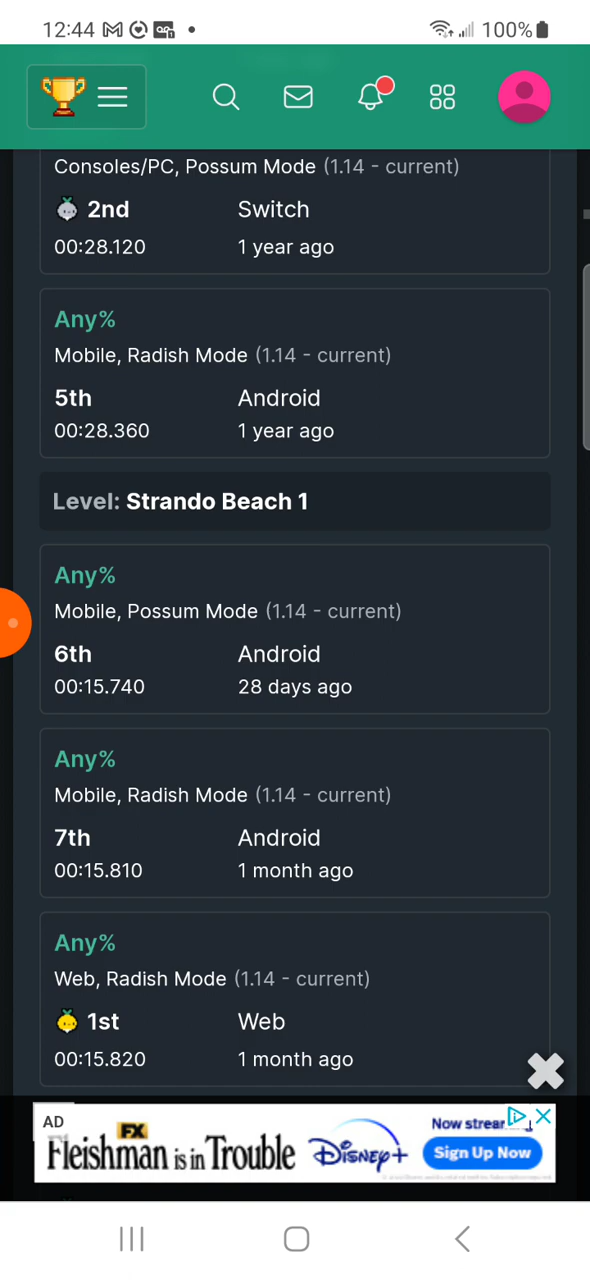 12:44 100%
Consoles/PC, Possum Mode (1.14 - current)
2nd Switch
00:28.120 1 year ago
Any%
Mobile, Radish Mode (1.14 - current)
5th Android
00:28.360 1 year ago
Level: Strando Beach 1
Any%
Mobile, Possum Mode (1.14 - current)
6th Android
00:15.740 28 days ago
Any%
Mobile, Radish Mode (1.14 - current)
7th Android
00:15.810 1 month ago
Any%
Web, Radish Mode (1.14 - current)
1st Web
00:15.820 1 month ago
AD
FX
Fleishman is in Trouble
Disney+
Now
Sign Up Now